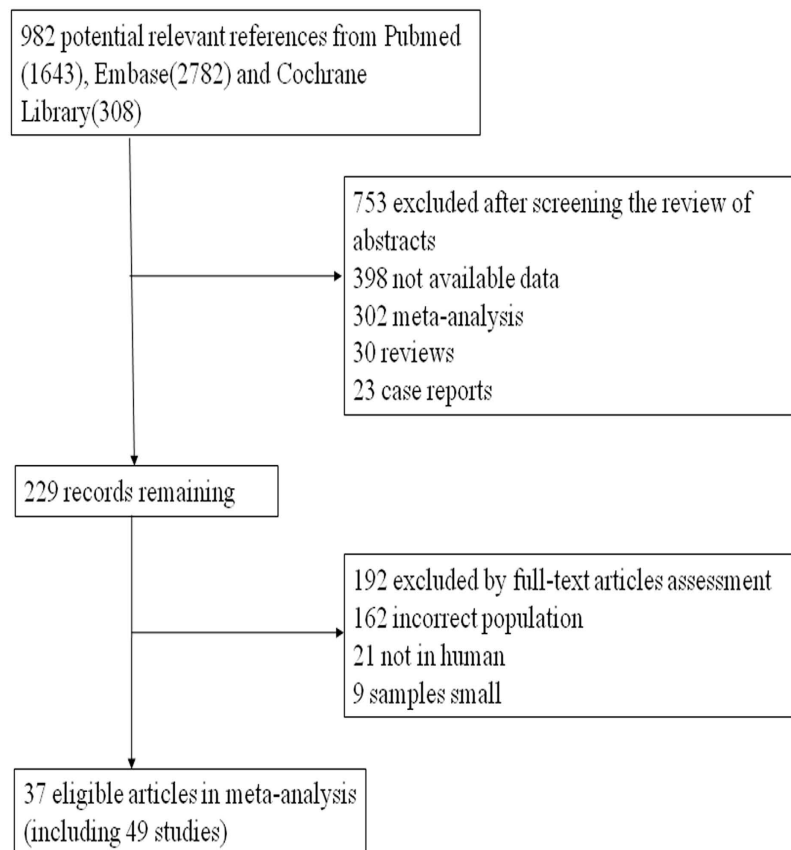 982 potential relevant references from Pubmed
(1643), Embase(2782) and Cochrane
Library(308)
753 excluded after screening the review of
abstracts
398 not available data
302 meta-analysis
30 reviews
23 case reports
229 records remaining
192 excluded by full-text articles assessment
162 incorrect population
21 not in human
9 samples small
37 eligible articles in meta-analysis
(including 49 studies)